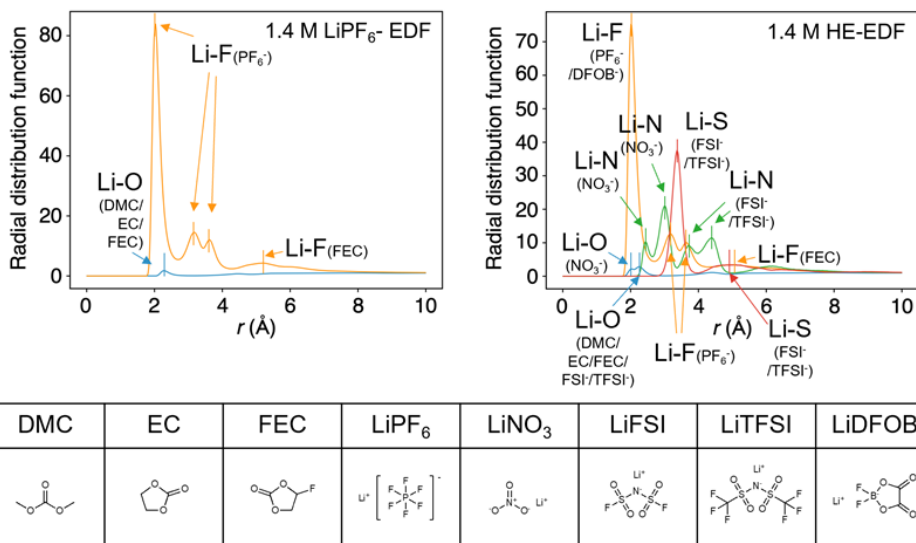 1.4 M LiPF6- EDF
Radial distribution function
80
60
40
20
0
Li-F(PF6-)
Li-O
(DMC/
EC/
FEC)
Li-F(FEC)
0 2 4 6 8 10
r (Å)
1.4 M HE-EDF
Radial distribution function
70
60
50
40
30
20
10
0
Li-F
(PF6-
/DFOB-)
Li-N
(NO3-)
Li-S
(FSI-
/TFSI-)
Li-N
(NO3-)
Li-N
(FSI-
/TFSI-)
Li-O
(NO3-)
Li-F(FEC)
0 2 4 6 8 10
r (Å)
Li-O
(DMC/
EC/FEC/
FSI-/TFSI-)
Li-F(PF6-)
Li-S
(FSI-
/TFSI-)
DMC EC FEC LiPF6 LiNO3 LiFSI LiTFSI LiDFOB